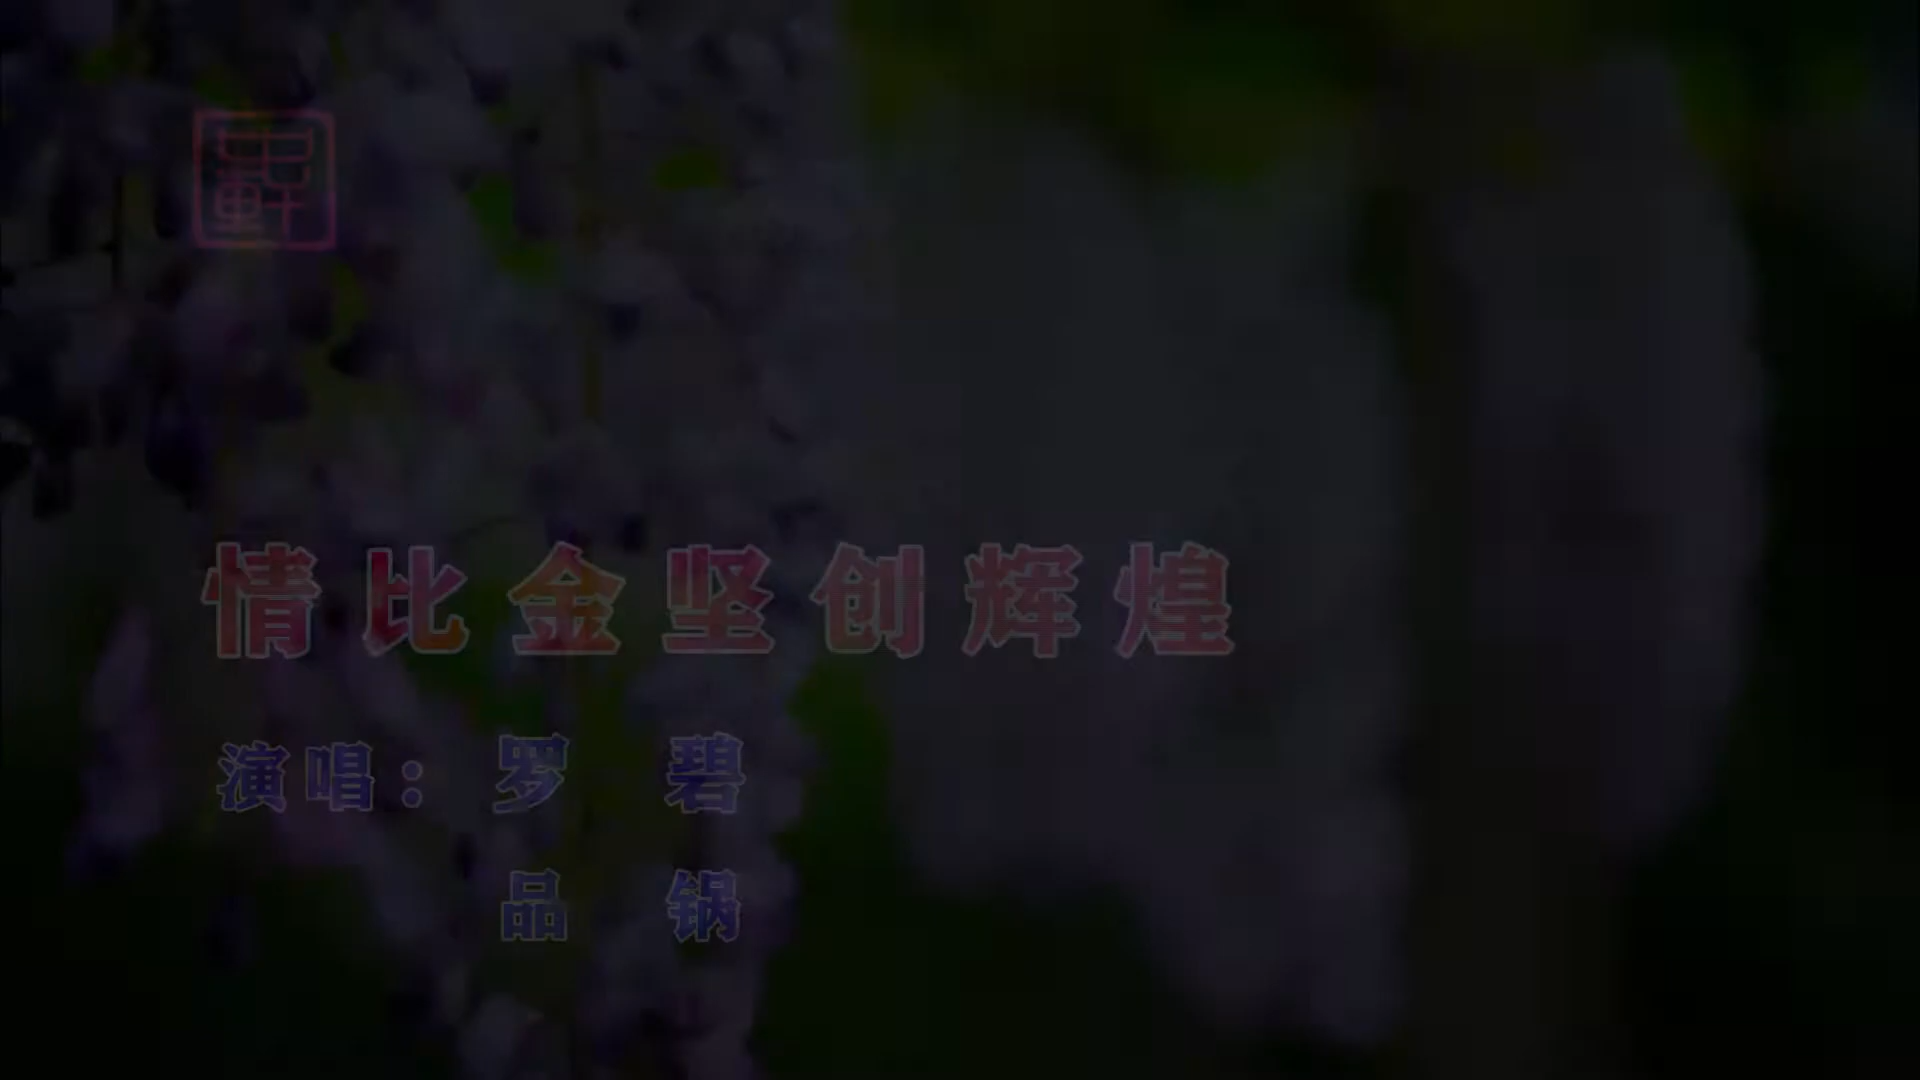 情比金坚创辉煌
演唱：罗 碧
品 锅